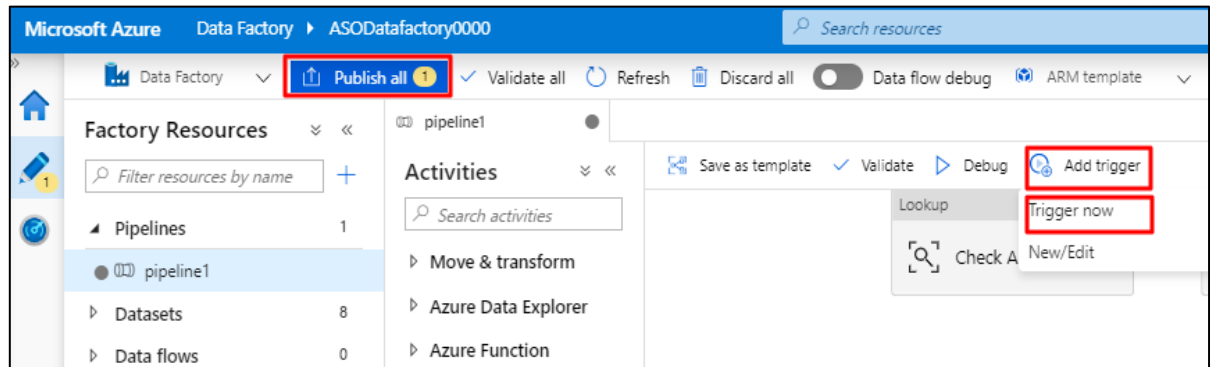 Microsoft Azure Data Factory ASODatafactory0000 Search resources
» Data Factory Publish all 1 Validate all Refresh Discard all Data flow debug ARM template
Factory Resources «
Filter resources by name +
1
Pipelines 1
pipeline1
Datasets 8
Data flows 0
pipeline1
Activities «
Search activities
Move & transform
Azure Data Explorer
Azure Function
Save as template Validate Debug Add trigger
Trigger now
New/Edit
Lookup
Check A